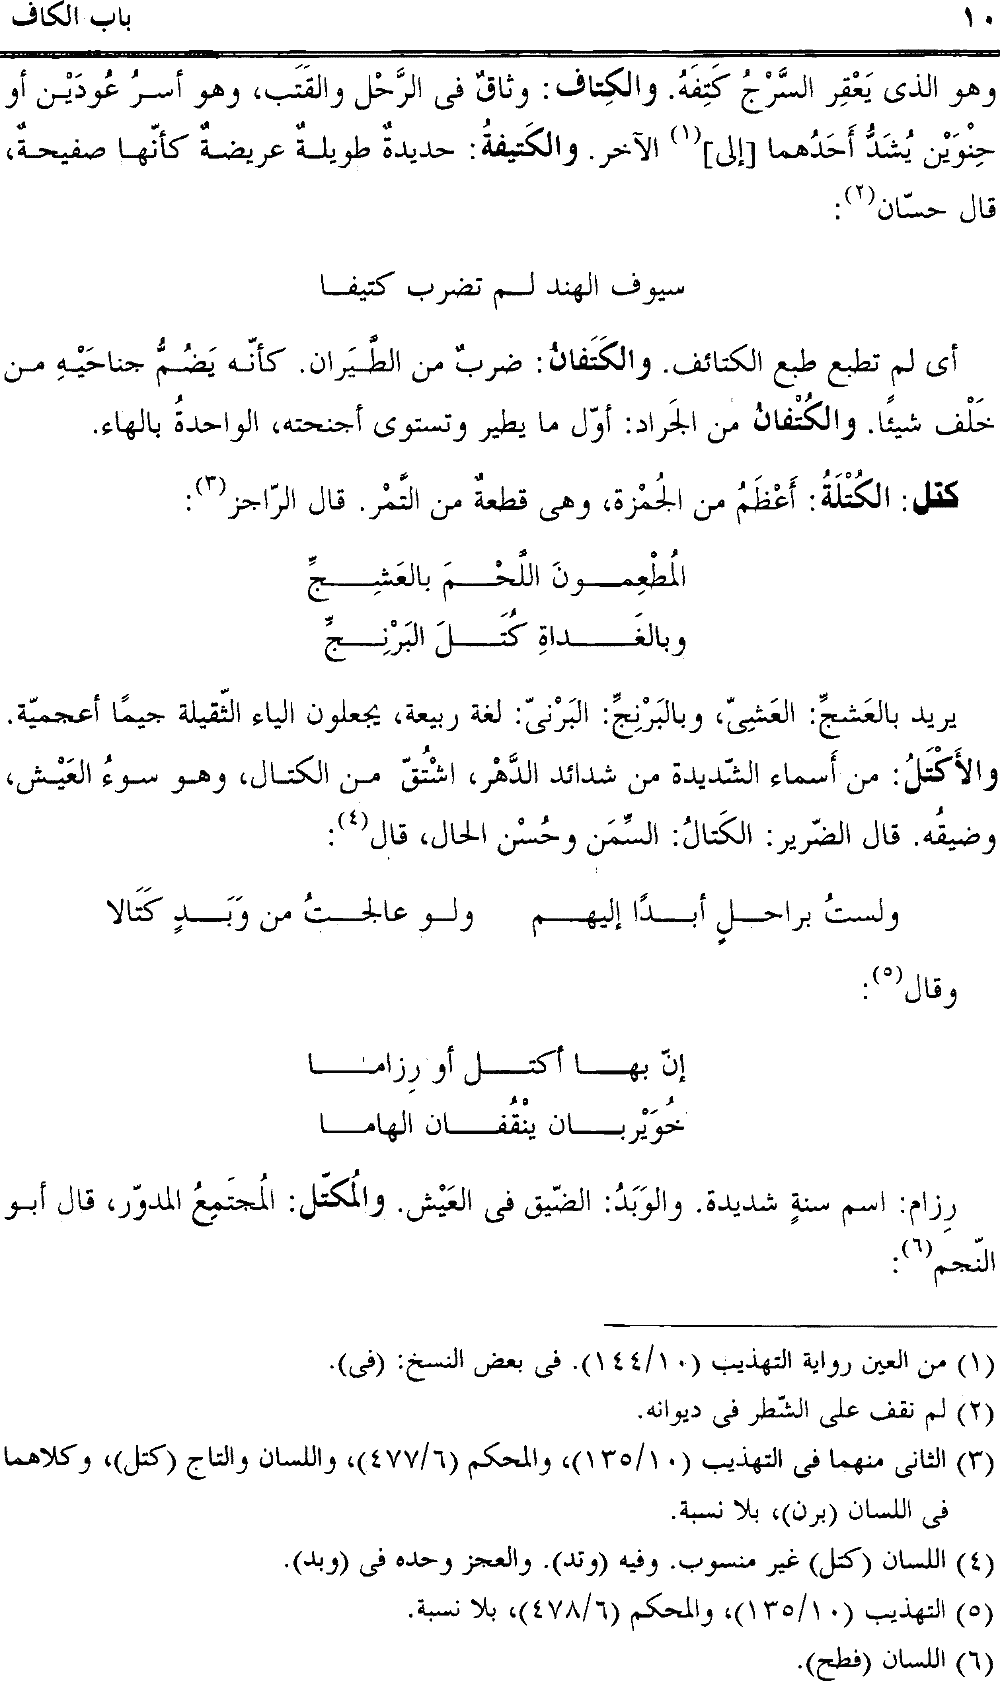 ١٠ باب الكاف
وهو الذى يَعْقِر السَّرْجُ كَتِفَهُ. والكِتاف: وثاقٌ فى الرَّحْل والقَتَب، وهو أسرُ عُودَيْن أو
حِنْوَيْن يُشَدُّ أَحَدُهما [إلى](١) الآخر. والكَتيفةُ: حديدةٌ طويلةٌ عريضةٌ كأنّها صفيحةٌ،
قال حسّان(٢):
سيوف الهند لم تضرب كتيفا
أى لم تطبع طبع الكتائف. والكَتَفانُ: ضربٌ من الطَّيَران. كأنّه يَضُمُّ جناحَيْهِ من
خَلْف شيئًا. والكُتْفانُ من الجَراد: أوّل ما يطير وتستوى أجنحته، الواحدةُ بالهاء.
كتل: الكُتْلَةُ: أَعْظَمُ من الجُمْزة، وهى قطعةٌ من التَّمْر. قال الرّاجز(٣):
المُطْعِمونَ اللَّحْمَ بالعَشِجِّ
وبالغَداةِ كُتَلَ البَرْنِجِّ
يريد بالعَشجِّ: العَشِىّ، وبالبَرْنِجِّ: البَرْنىّ: لغة ربيعة، يجعلون الياء الثّقيلة جيمًا أعجميّة.
والأَكْتَلُ: من أَسماء الشّديدة من شدائد الدَّهْر، اشْتُقّ من الكتال، وهو سوءُ العَيْش،
وضيقُه. قال الضّرير: الكَتالُ: السِّمَن وحُسْن الحال، قال(٤):
ولستُ براحلٍ أبدًا إليهم ولو عالجتُ من وَبَدٍ كَتَالا
وقال(٥):
إنّ بها أكتل أو رِزاما
خُوَيْربان ينْقُفان الهاما
رِزام: اسم سنةٍ شديدة. والوَبَدُ: الضّيق فى العَيْش. والمُكتّل: المُجتَمِعُ المدوّر، قال أبو
النّجم(٦):
(١) من العين رواية التهذيب (١٤٤/١٠). فى بعض النسخ: (فى).
(٢) لم نقف على الشّطر فى ديوانه.
(٣) الثانى منهما فى التهذيب (١٣٥/١٠)، والمحكم (٤٧٧/٦)، واللسان والتاج (كتل)، وكلاهما
فى اللسان (برن)، بلا نسبة.
(٤) اللسان (كتل) غير منسوب. وفيه (وتد). والعجز وحده فى (وبد).
(٥) التهذيب (١٣٥/١٠)، والمحكم (٤٧٨/٦)، بلا نسبة.
(٦) اللسان (فطح).